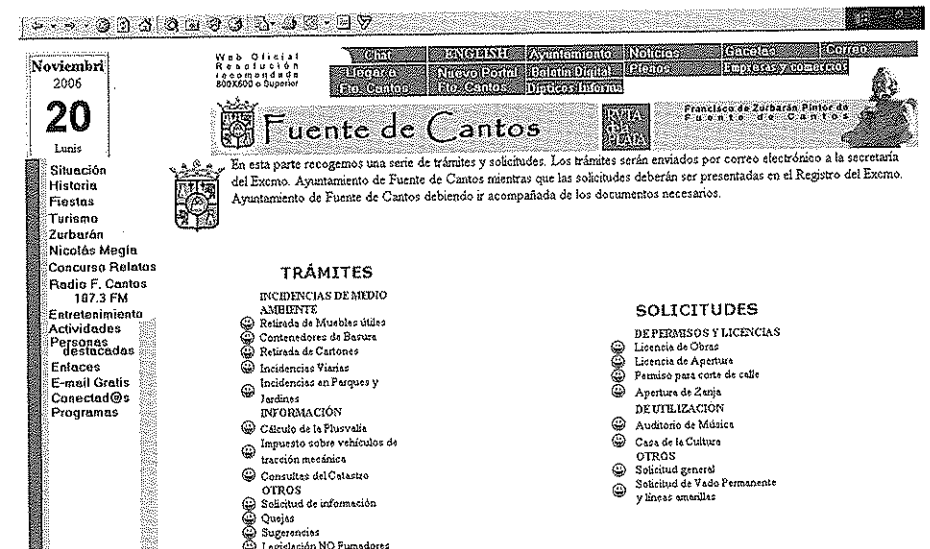 Noviembri
2006
20
Lunis
Web Oficial
Resolución
recomendada
800X600 o Superior
Chat
ENGLISH
Ayuntamiento
Noticias
Gacetas
Correo
Llegar a
Fte. Cantos
Nuevo Portal
Fte. Cantos
Boletín Digital
Dípticos Informa
Plenos
Empresas y comercios
Fuente de Cantos
RVTA
DE LA
PLATA
Francisco de Zurbarán Pintor de
Fuente de Cantos
En esta parte recogemos una serie de trámites y solicitudes. Los trámites serán enviados por correo electrónico a la secretaría
del Excmo. Ayuntamiento de Fuente de Cantos mientras que las solicitudes deberán ser presentadas en el Registro del Excmo.
Ayuntamiento de Fuente de Cantos debiendo ir acompañada de los documentos necesarios.
Situación
Historia
Fiestas
Turismo
Zurbarán
Nicolás Megía
Concurso Relatos
Radio F. Cantos
107.3 FM
Entretenimiento
Actividades
Personas
destacadas
Enlaces
E-mail Gratis
Conectad@s
Programas
TRÁMITES
INCIDENCIAS DE MEDIO
AMBIENTE
Retirada de Muebles útiles
Contenedores de Basura
Retirada de Cartones
Incidencias Viarias
Incidencias en Parques y
Jardines
INFORMACIÓN
Cálculo de la Plusvalía
Impuesto sobre vehículos de
tracción mecánica
Consultas del Catastro
OTROS
Solicitud de información
Quejas
Sugerencias
Legislación NO Fumadores
SOLICITUDES
DE PERMISOS Y LICENCIAS
Licencia de Obras
Licencia de Apertura
Permiso para corte de calle
Apertura de Zanja
DE UTILIZACIÓN
Auditorio de Música
Casa de la Cultura
OTROS
Solicitud general
Solicitud de Vado Permanente
y líneas amarillas